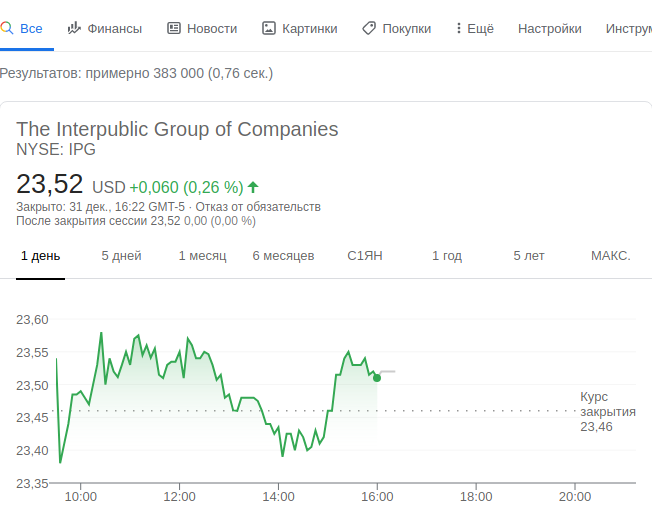 Все Финансы Новости Картинки Покупки Ещё Настройки Инструм
Результатов: примерно 383 000 (0,76 сек.)
The Interpublic Group of Companies
NYSE: IPG
23,52 USD +0,060 (0,26 %)
Закрыто: 31 дек., 16:22 GMT-5 · Отказ от обязательств
После закрытия сессии 23,52 0,00 (0,00 %)
1 день 5 дней 1 месяц 6 месяцев С1ЯН 1 год 5 лет МАКС.
23,60
23,55
23,50
23,45
23,40
23,35
Курс
закрытия
23,46
10:00 12:00 14:00 16:00 18:00 20:00